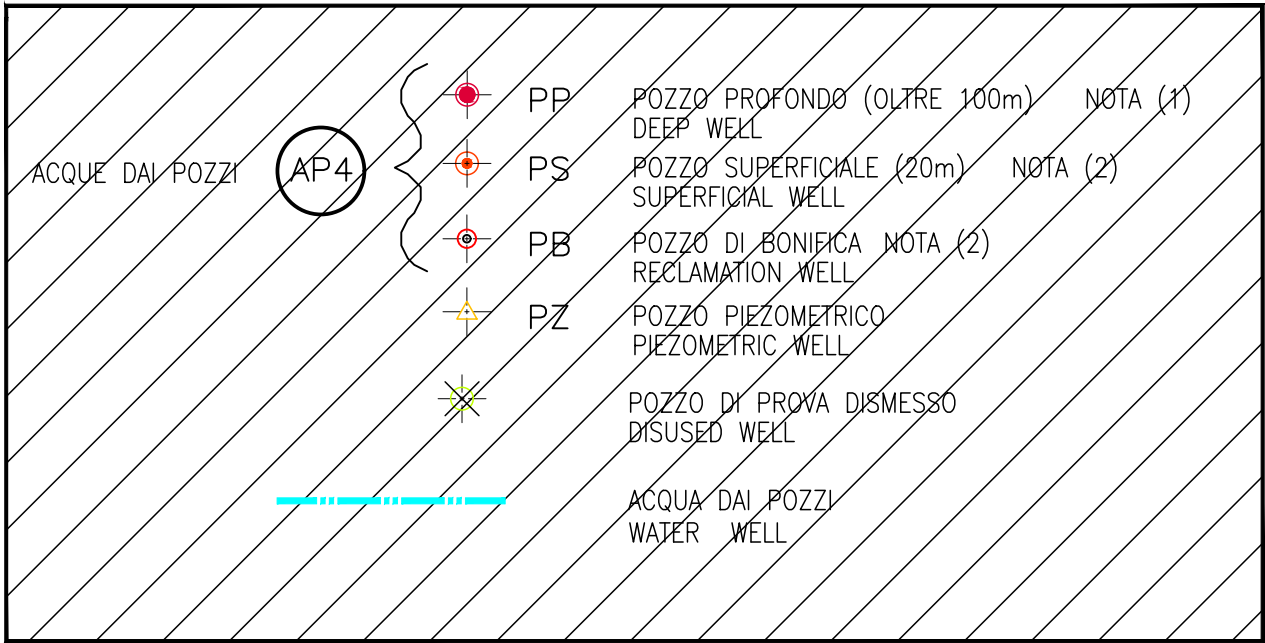 PP POZZO PROFONDO (OLTRE 100m) NOTA (1)
DEEP WELL
ACQUE DAI POZZI AP4 PS POZZO SUPERFICIALE (20m) NOTA (2)
SUPERFICIAL WELL
PB POZZO DI BONIFICA NOTA (2)
RECLAMATION WELL
PZ POZZO PIEZOMETRICO
PIEZOMETRIC WELL
POZZO DI PROVA DISMESSO
DISUSED WELL
ACQUA DAI POZZI
WATER WELL